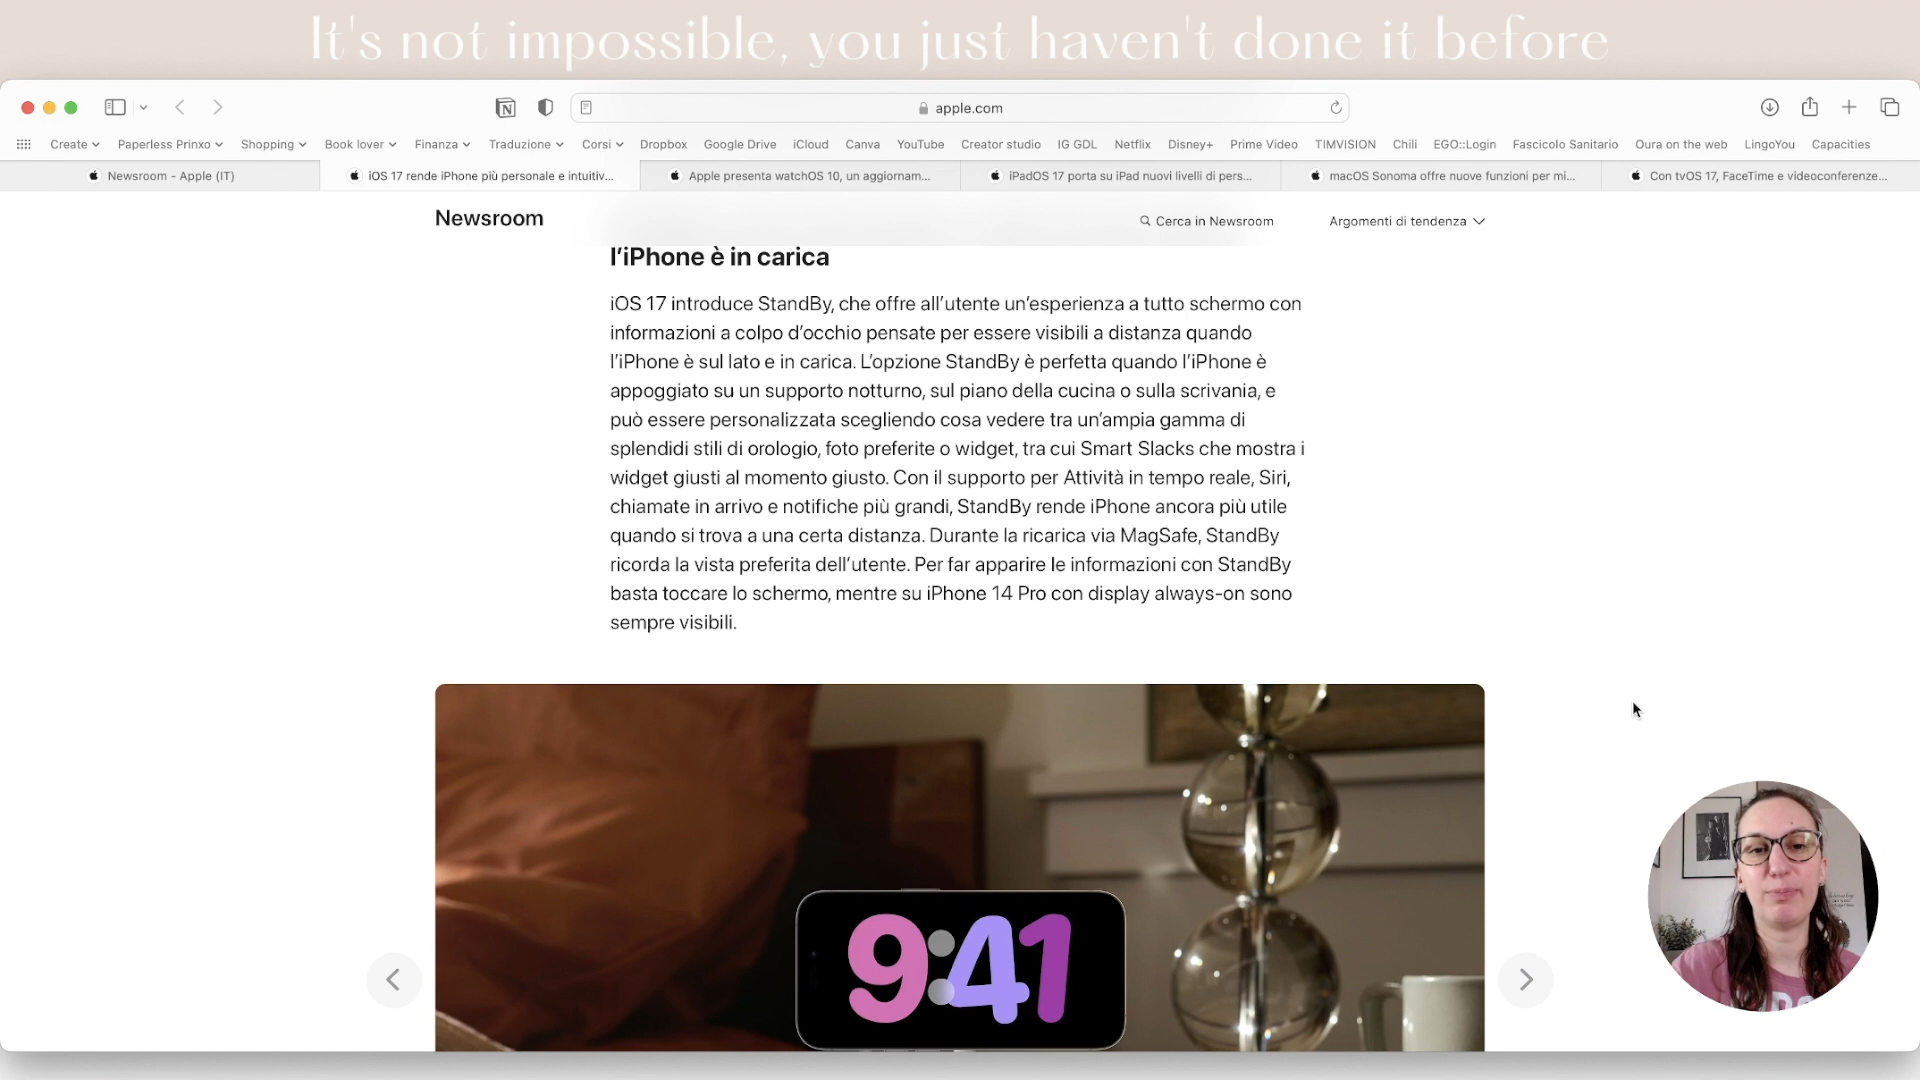 It's not impossible, you just haven't done it before
apple.com
Create
Paperless Prinxo
Shopping
Book lover
Finanza
Traduzione
Corsi
Dropbox
Google Drive
iCloud
Canva
YouTube
Creator studio
IG GDL
Netflix
Disney+
Prime Video
TIMVISION
Chili
EGO::Login
Fascicolo Sanitario
Oura on the web
LingoYou
Capacities
Newsroom - Apple (IT)
iOS 17 rende iPhone più personale e intuitiv...
Apple presenta watchOS 10, un aggiornam...
iPadOS 17 porta su iPad nuovi livelli di pers...
macOS Sonoma offre nuove funzioni per mi...
Con tvOS 17, FaceTime e videoconferenze...
Newsroom
Cerca in Newsroom
Argomenti di tendenza
l’iPhone è in carica
iOS 17 introduce StandBy, che offre all’utente un’esperienza a tutto schermo con
informazioni a colpo d’occhio pensate per essere visibili a distanza quando
l’iPhone è sul lato e in carica. L’opzione StandBy è perfetta quando l’iPhone è
appoggiato su un supporto notturno, sul piano della cucina o sulla scrivania, e
può essere personalizzata scegliendo cosa vedere tra un’ampia gamma di
splendidi stili di orologio, foto preferite o widget, tra cui Smart Slacks che mostra i
widget giusti al momento giusto. Con il supporto per Attività in tempo reale, Siri,
chiamate in arrivo e notifiche più grandi, StandBy rende iPhone ancora più utile
quando si trova a una certa distanza. Durante la ricarica via MagSafe, StandBy
ricorda la vista preferita dell’utente. Per far apparire le informazioni con StandBy
basta toccare lo schermo, mentre su iPhone 14 Pro con display always-on sono
sempre visibili.
9:41